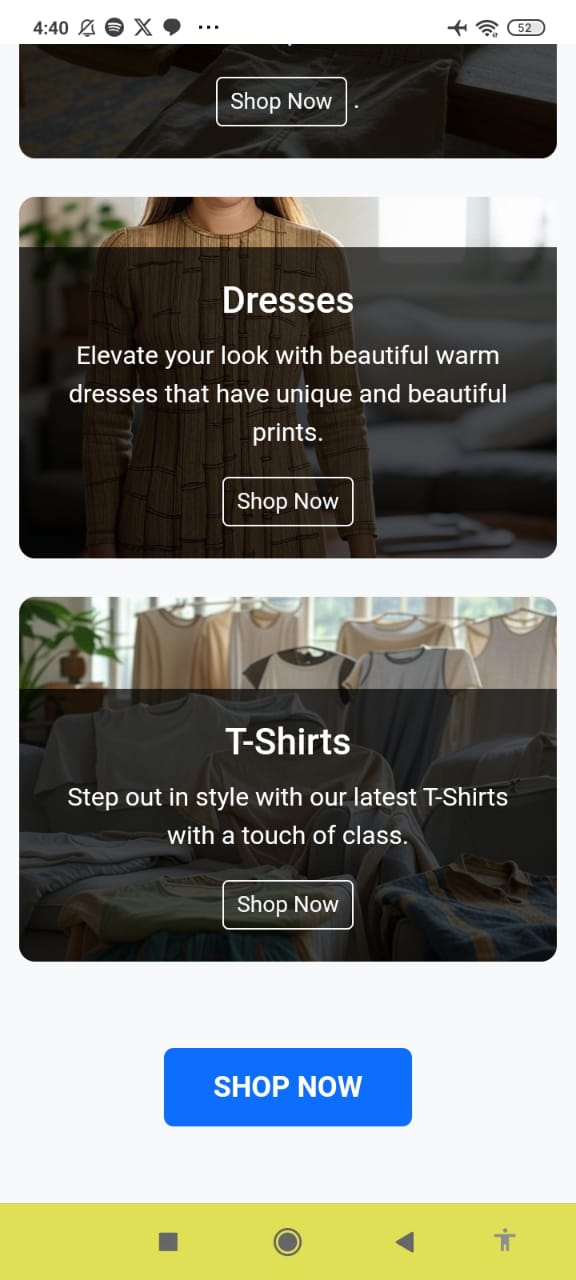 4:40
52
Shop Now .
Dresses
Elevate your look with beautiful warm
dresses that have unique and beautiful
prints.
Shop Now
T-Shirts
Step out in style with our latest T-Shirts
with a touch of class.
Shop Now
SHOP NOW